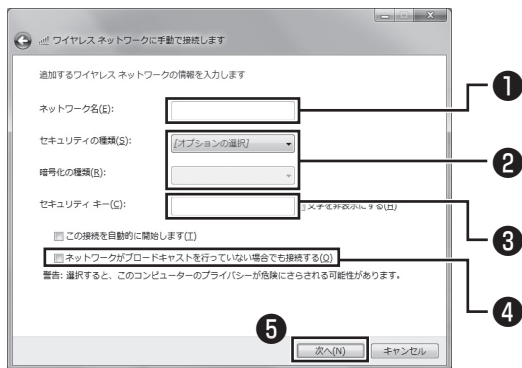 ワイヤレス ネットワークに手動で接続します
追加するワイヤレス ネットワークの情報を入力します
ネットワーク名(E):
❶
セキュリティの種類(S):
[オプションの選択]
❷
暗号化の種類(R):
セキュリティ キー(C):
文字を非表示にする(H)
❸
この接続を自動的に開始します(T)
ネットワークがブロードキャストを行っていない場合でも接続する(O)
警告: 選択すると、このコンピューターのプライバシーが危険にさらされる可能性があります。
❹
❺
次へ(N)
キャンセル